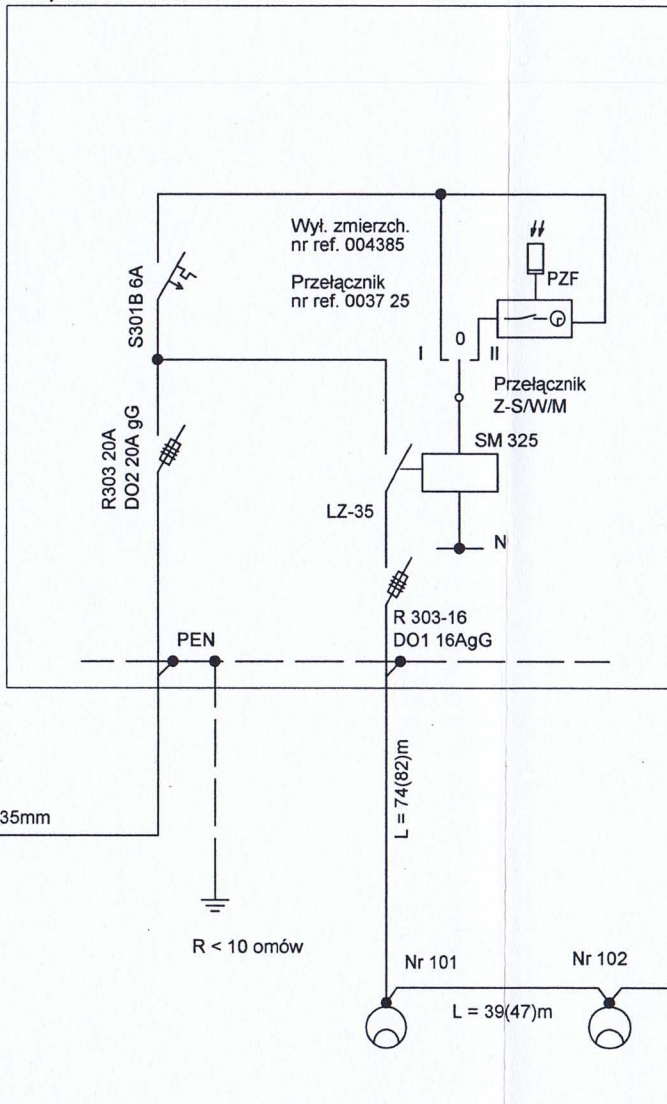 Wył. zmierzch.
nr ref. 004385
Przełącznik
nr ref. 0037 25
PZF
S301B 6A
I
0
II
Przełącznik
Z-S/W/M
SM 325
R303 20A
DO2 20A gG
LZ-35
N
R 303-16
DO1 16AgG
PEN
L = 74(82)m
35mm
R < 10 omów
Nr 101
Nr 102
L = 39(47)m